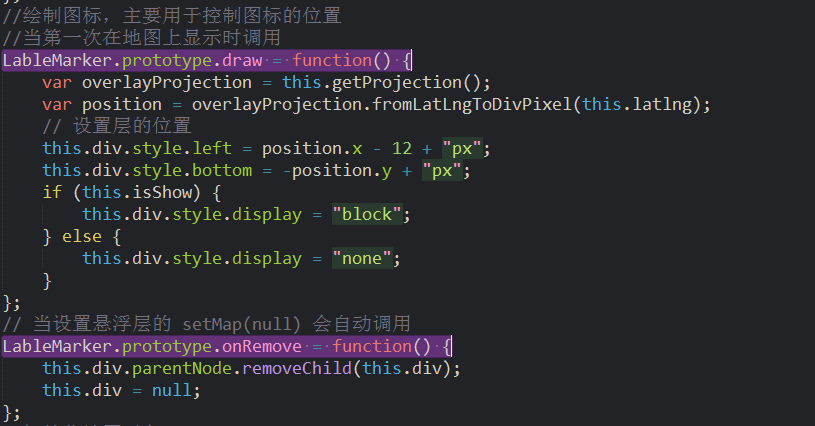 //绘制图标，主要用于控制图标的位置
//当第一次在地图上显示时调用
LableMarker.prototype.draw = function() {
    var overlayProjection = this.getProjection();
    var position = overlayProjection.fromLatLngToDivPixel(this.latlng);
    // 设置层的位置
    this.div.style.left = position.x - 12 + "px";
    this.div.style.bottom = -position.y + "px";
    if (this.isShow) {
        this.div.style.display = "block";
    } else {
        this.div.style.display = "none";
    }
};
// 当设置悬浮层的 setMap(null) 会自动调用
LableMarker.prototype.onRemove = function() {
    this.div.parentNode.removeChild(this.div);
    this.div = null;
};